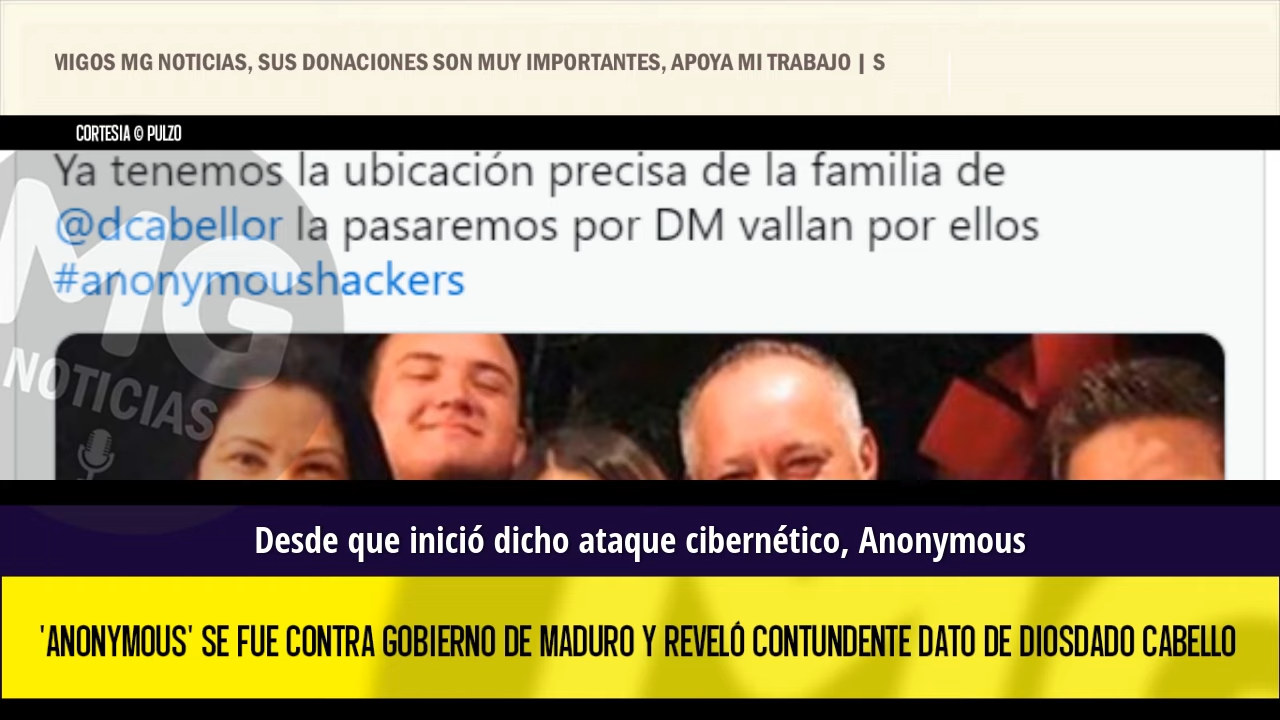 MIGOS MG NOTICIAS, SUS DONACIONES SON MUY IMPORTANTES, APOYA MI TRABAJO | S
CORTESIA © PULZO
Ya tenemos la ubicación precisa de la familia de
@dcabellor la pasaremos por DM vallan por ellos
#anonymoushackers
MG
NOTICIAS
Desde que inició dicho ataque cibernético, Anonymous
'ANONYMOUS' SE FUE CONTRA GOBIERNO DE MADURO Y REVELÓ CONTUNDENTE DATO DE DIOSDADO CABELLO